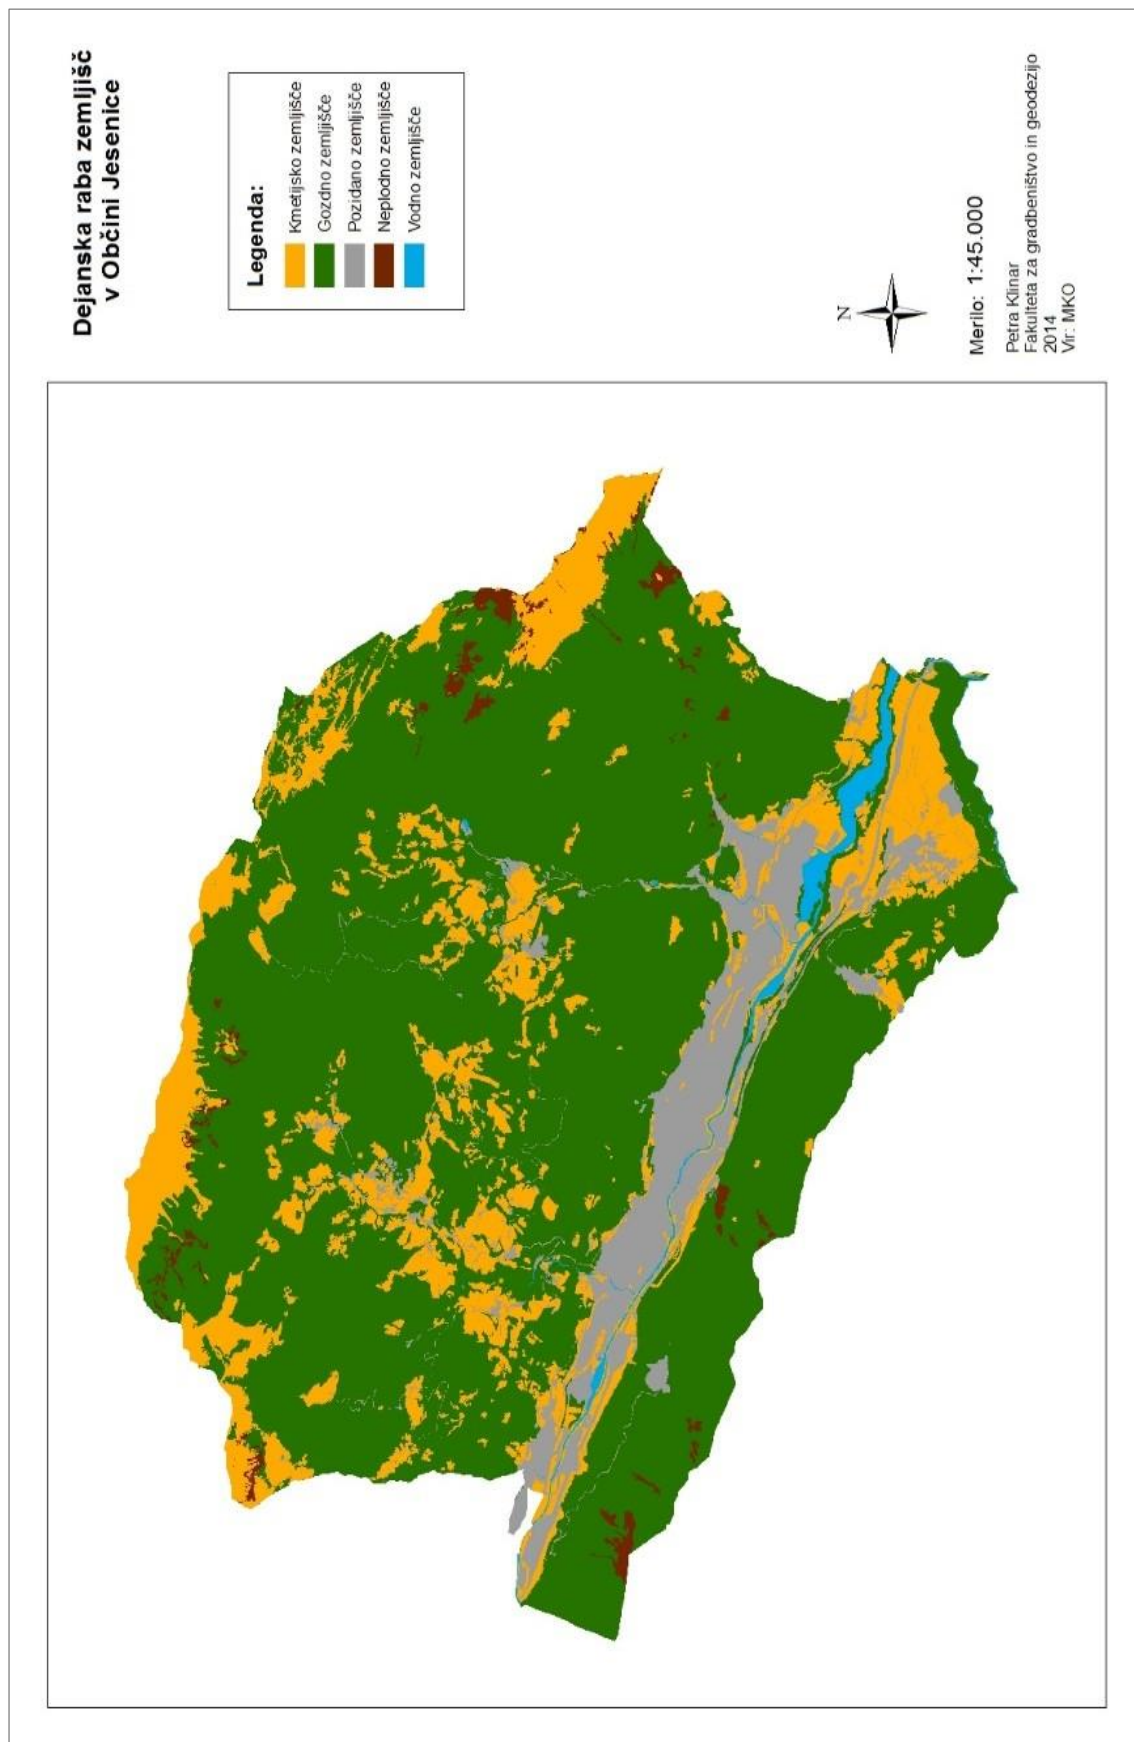 Dejanska raba zemljišč
v Občini Jesenice
Legenda:
Kmetijsko zemljišče
Gozdno zemljišče
Pozidano zemljišče
Neplodno zemljišče
Vodno zemljišče
N
Merilo: 1:45.000
Petra Klinar
Fakulteta za gradbeništvo in geodezijo
2014
Vir: MKO